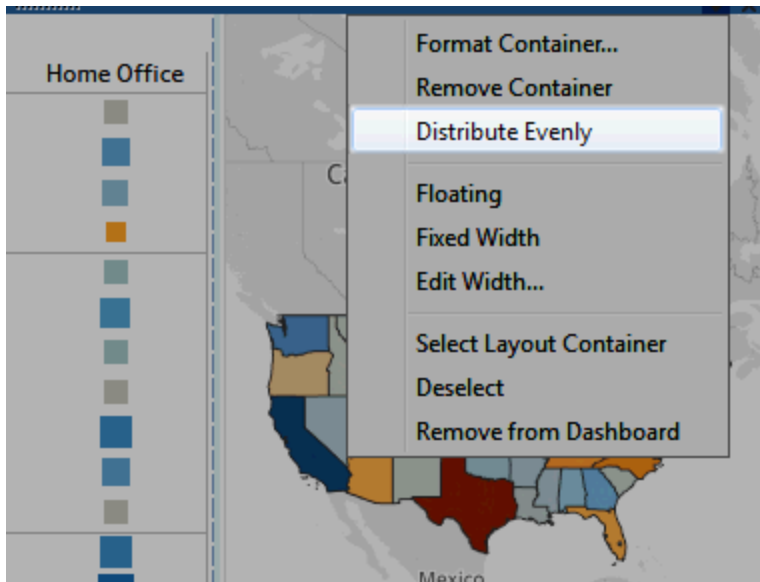 Home Office
Format Container...
Remove Container
Distribute Evenly
Floating
Fixed Width
Edit Width...
Select Layout Container
Deselect
Remove from Dashboard
Mexico